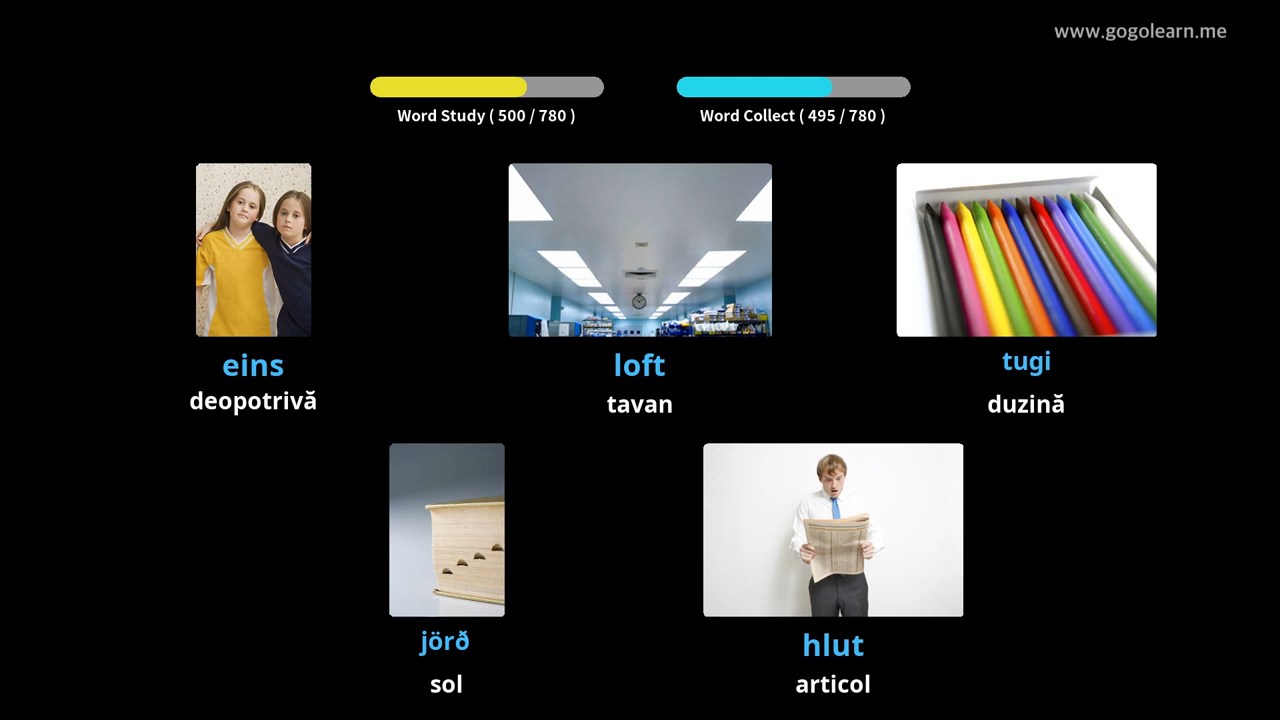 www.gogolearn.me
Word Study ( 500 / 780 )
Word Collect ( 495 / 780 )
eins
deopotrivă
loft
tavan
tugi
duzină
jörð
sol
hlut
articol